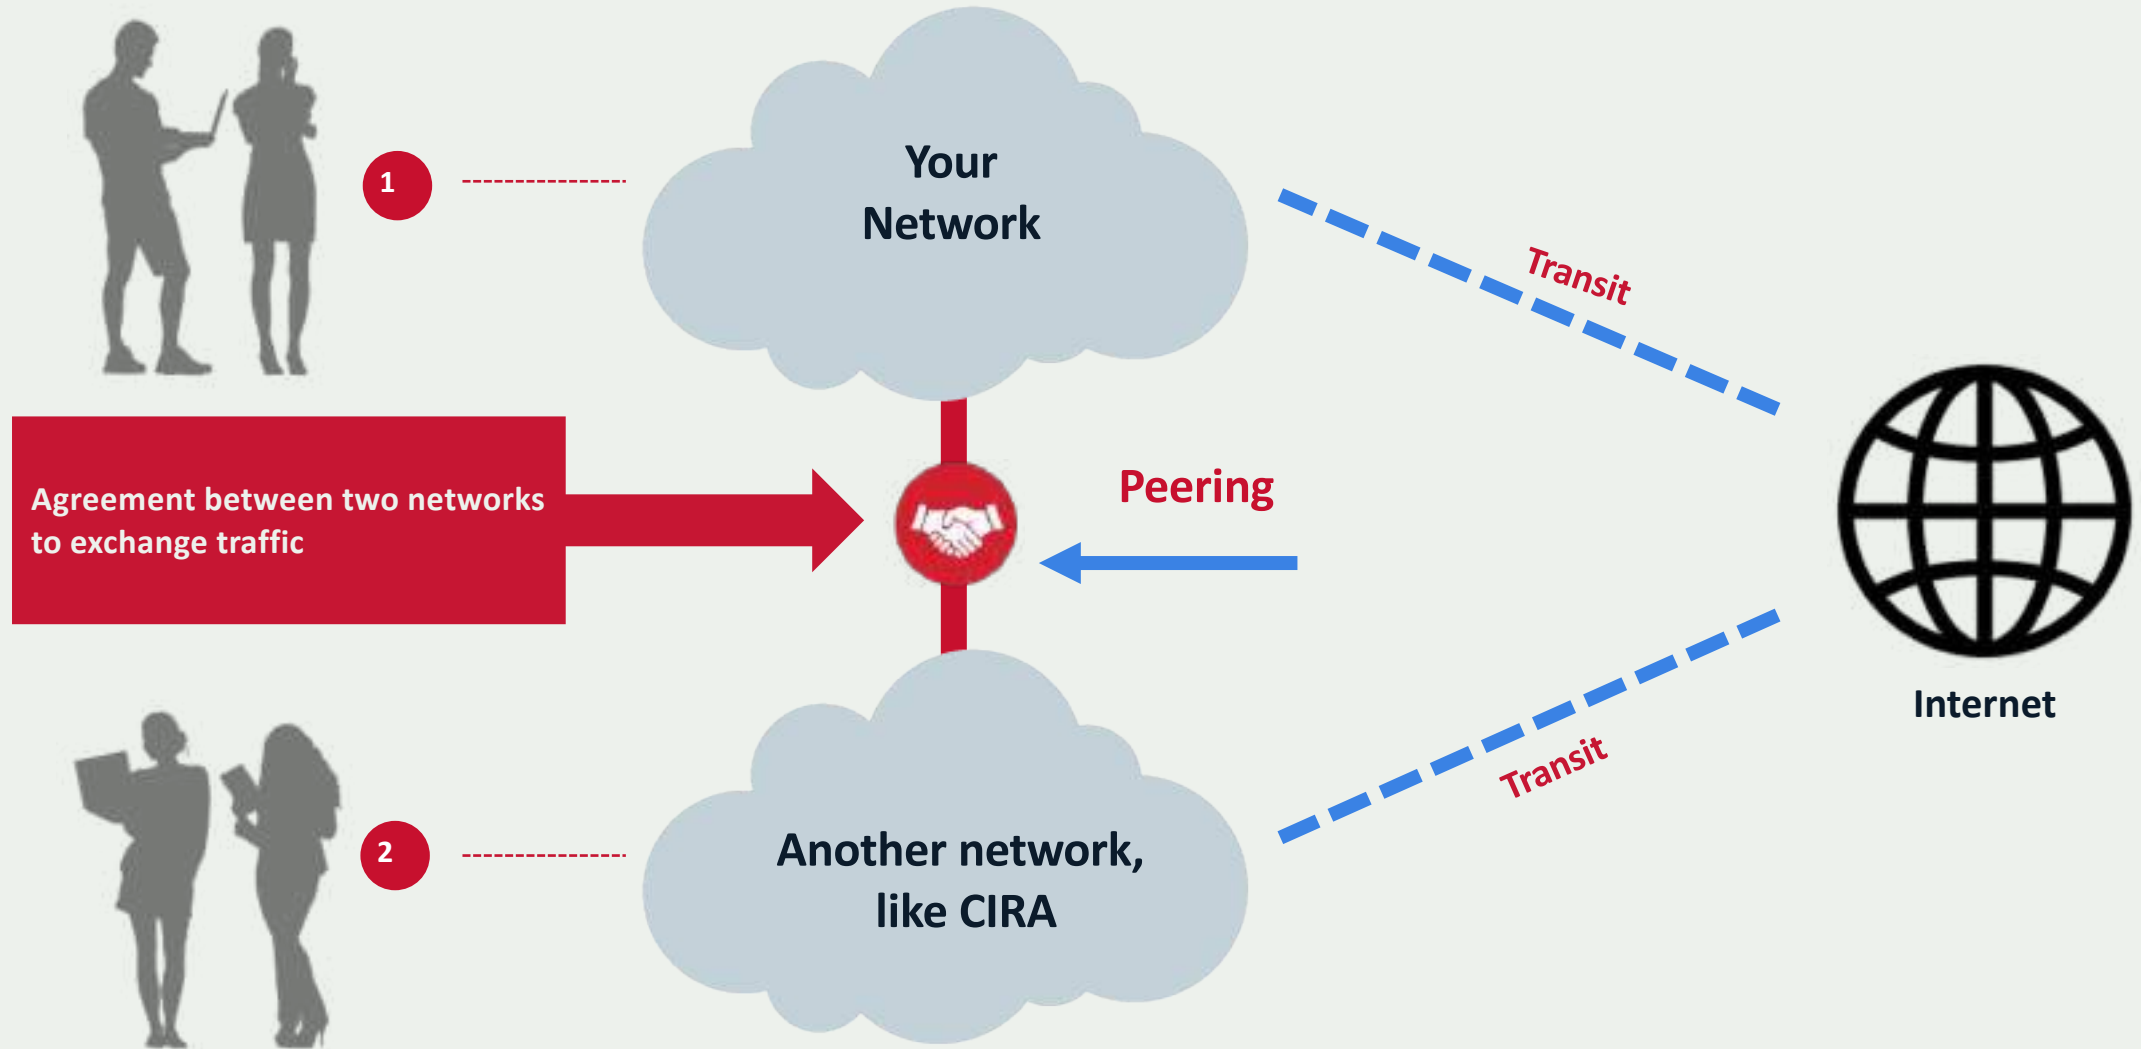 1
Your
Network
Transit
Agreement between two networks
to exchange traffic
Peering
Internet
Transit
2
Another network,
like CIRA